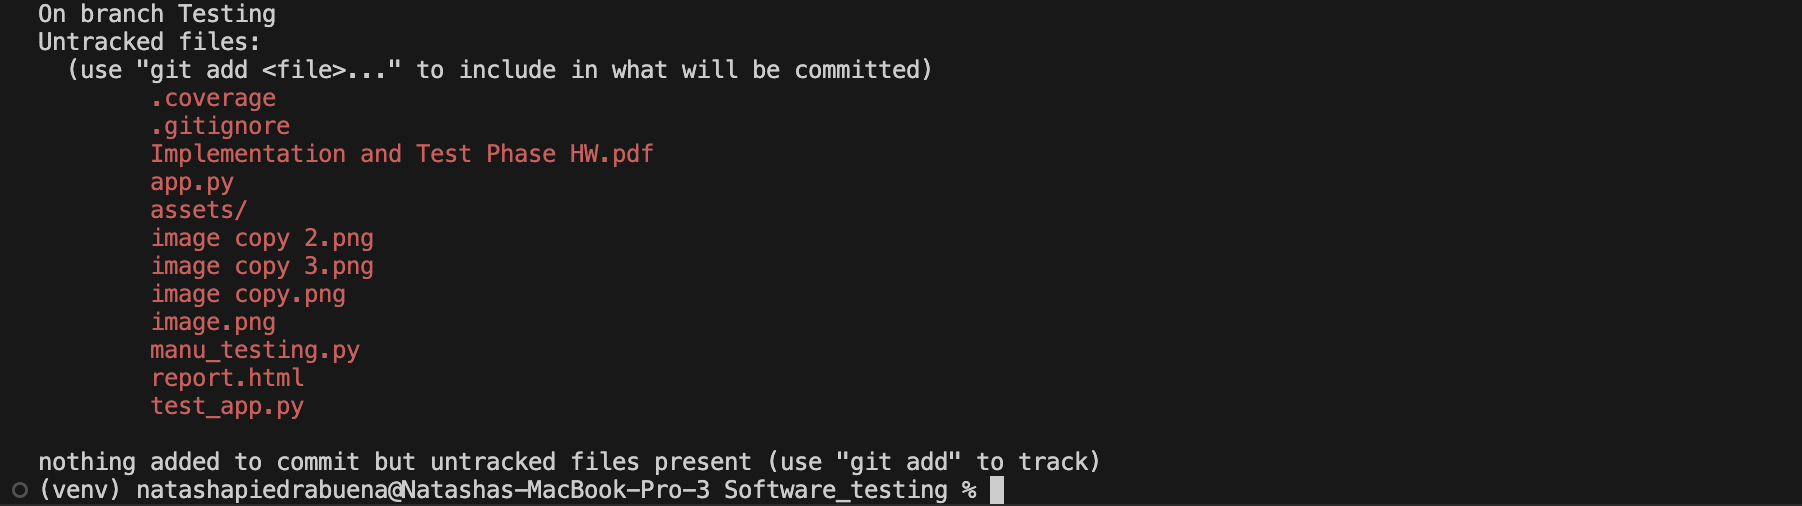 On branch Testing
Untracked files:
  (use "git add <file>..." to include in what will be committed)
        .coverage
        .gitignore
        Implementation and Test Phase HW.pdf
        app.py
        assets/
        image copy 2.png
        image copy 3.png
        image copy.png
        image.png
        manu_testing.py
        report.html
        test_app.py

nothing added to commit but untracked files present (use "git add" to track)
(venv) natashapiedrabuena@Natashas-MacBook-Pro-3 Software_testing %